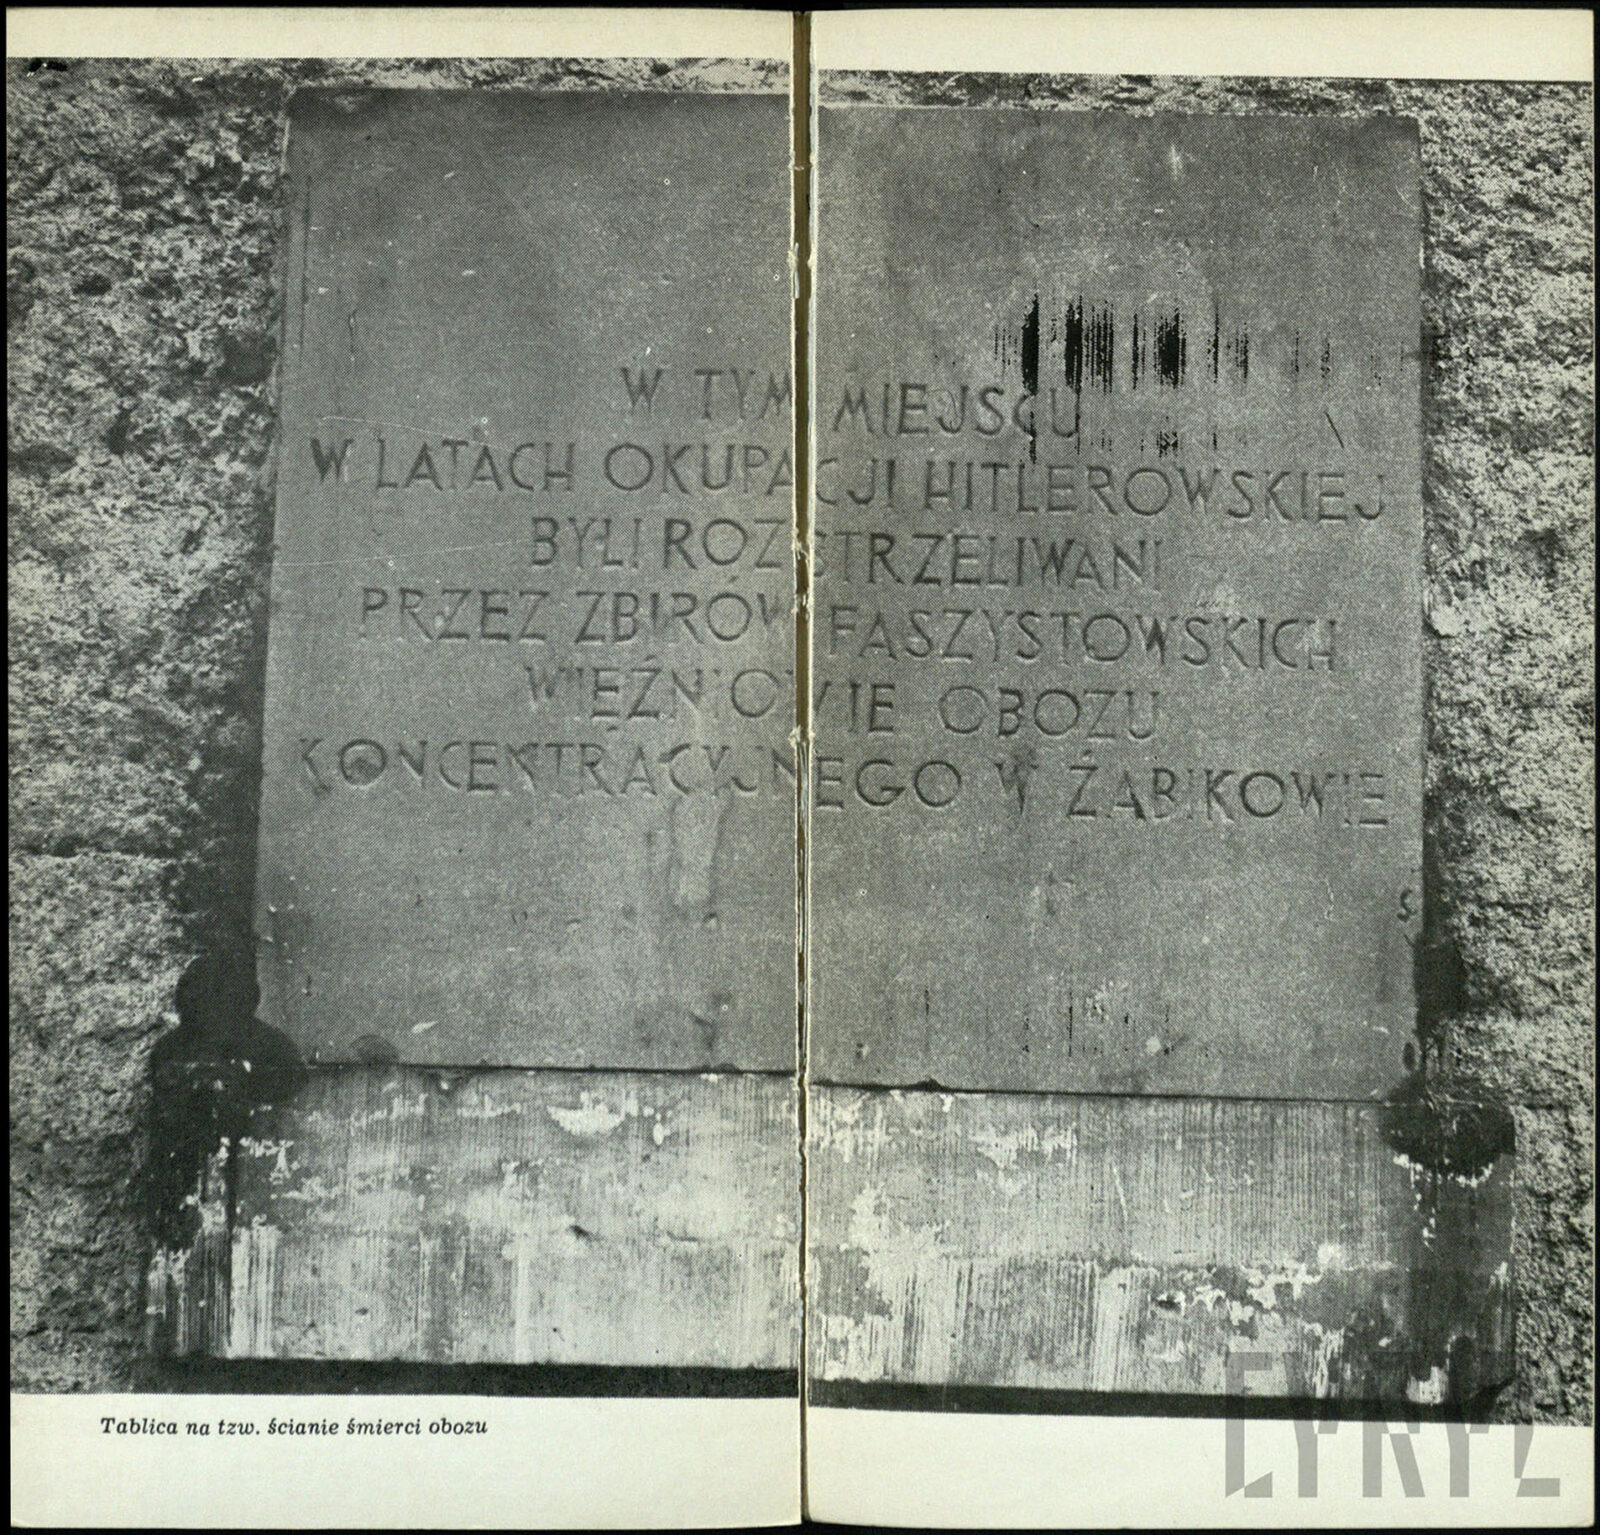 W TYM MIEJSCU
W LATACH OKUPACJI HITLEROWSKIEJ
BYLI ROZSTRZELIWANI
PRZEZ ZBIRÓW FASZYSTOWSKICH
WIĘŹNIOWIE OBOZU
KONCENTRACYJNEGO W ŻABIKOWIE
Tablica na tzw. ścianie śmierci obozu
CYRYL